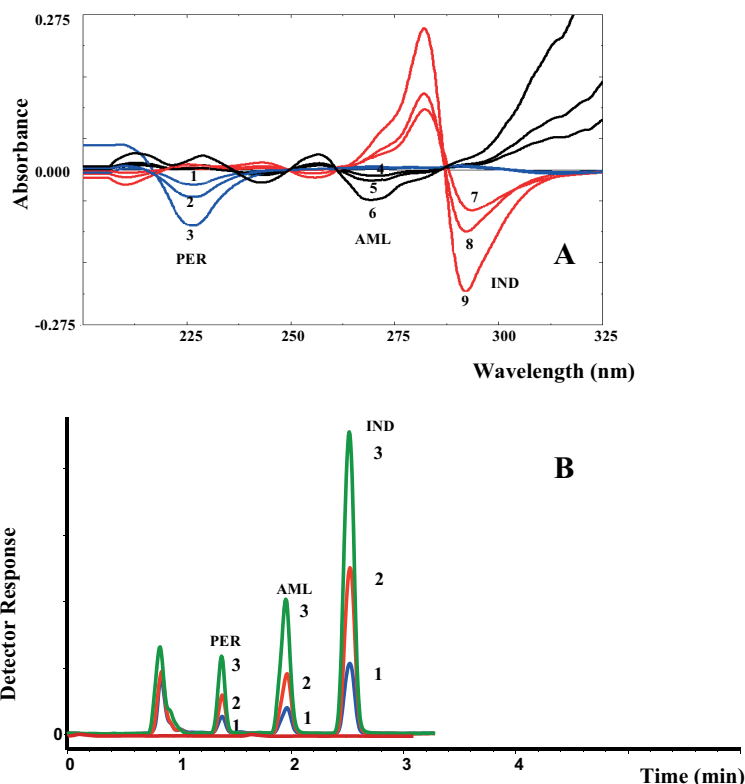 0.275
Absorbance
0.000
-0.275
1
2
3
PER
4
5
6
AML
7
8
9
IND
A
225
250
275
300
325
Wavelength (nm)
IND
3
B
2
AML
3
PER
3
2
2
1
1
1
Detector Response
0
0
1
2
3
4
Time (min)